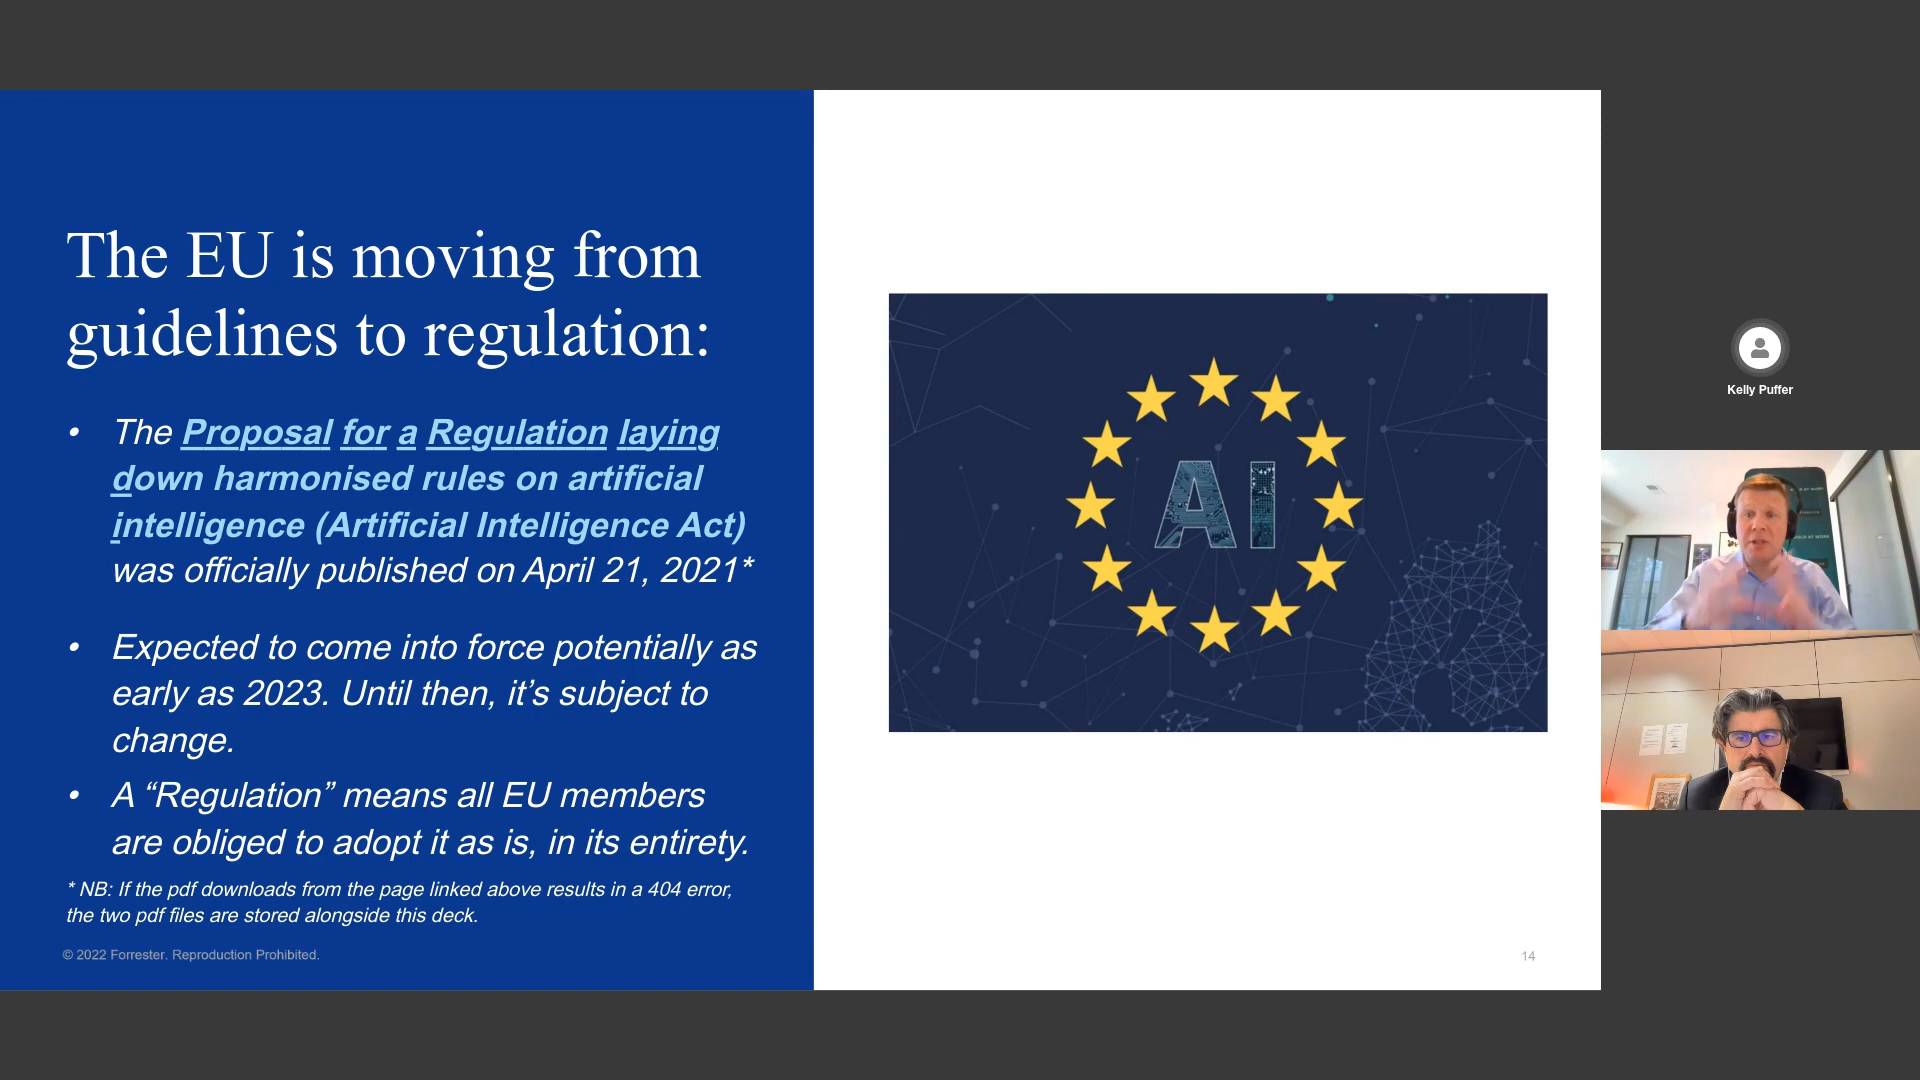 The EU is moving from
guidelines to regulation:
• The Proposal for a Regulation laying
down harmonised rules on artificial
intelligence (Artificial Intelligence Act)
was officially published on April 21, 2021*
• Expected to come into force potentially as
early as 2023. Until then, it’s subject to
change.
• A “Regulation” means all EU members
are obliged to adopt it as is, in its entirety.
* NB: If the pdf downloads from the page linked above results in a 404 error,
the two pdf files are stored alongside this deck.
© 2022 Forrester. Reproduction Prohibited.
AI
14
Kelly Puffer